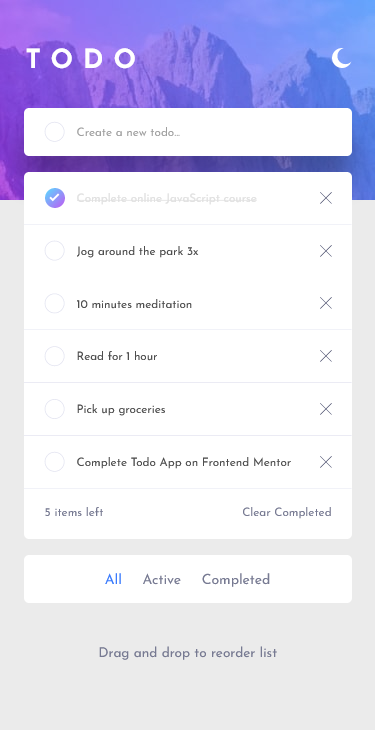 TODO
Create a new todo...
Complete online JavaScript course
Jog around the park 3x
10 minutes meditation
Read for 1 hour
Pick up groceries
Complete Todo App on Frontend Mentor
5 items left Clear Completed
All Active Completed
Drag and drop to reorder list